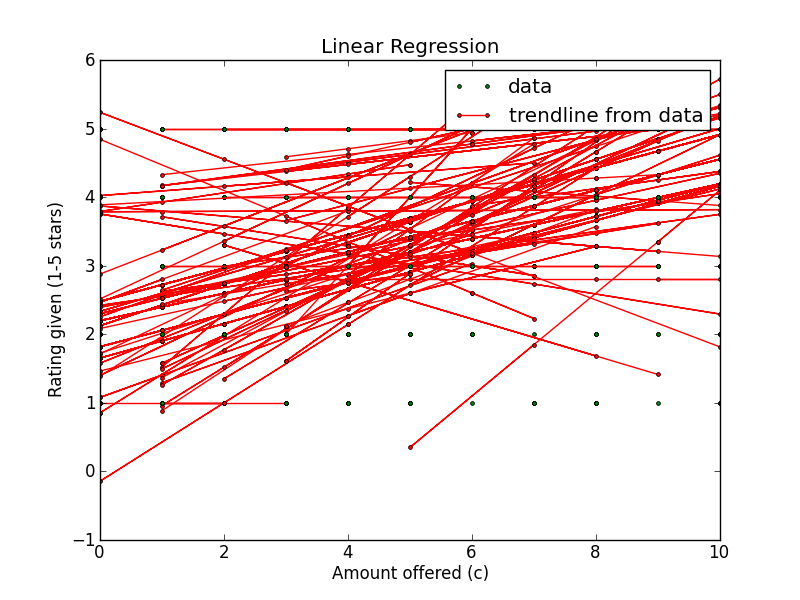 Linear Regression
data
trendline from data
6
5
4
3
2
1
0
−1
Rating given (1-5 stars)
0 2 4 6 8 10
Amount offered (c)